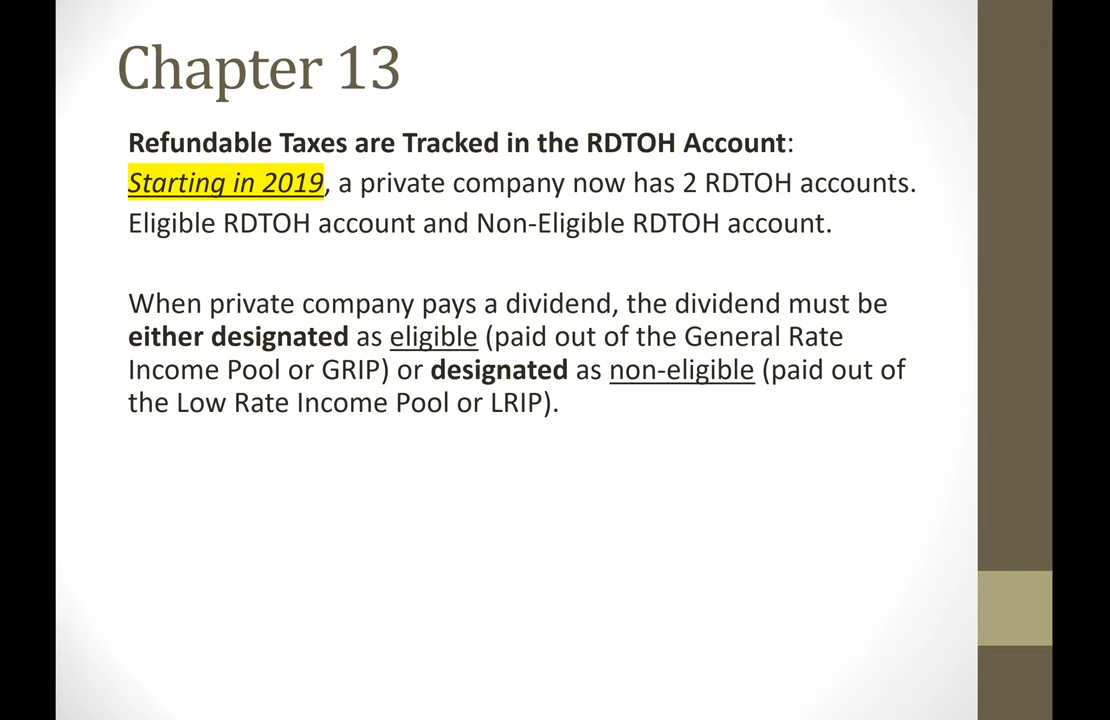 Chapter 13
Refundable Taxes are Tracked in the RDTOH Account:
Starting in 2019, a private company now has 2 RDTOH accounts.
Eligible RDTOH account and Non-Eligible RDTOH account.
When private company pays a dividend, the dividend must be
either designated as eligible (paid out of the General Rate
Income Pool or GRIP) or designated as non-eligible (paid out of
the Low Rate Income Pool or LRIP).